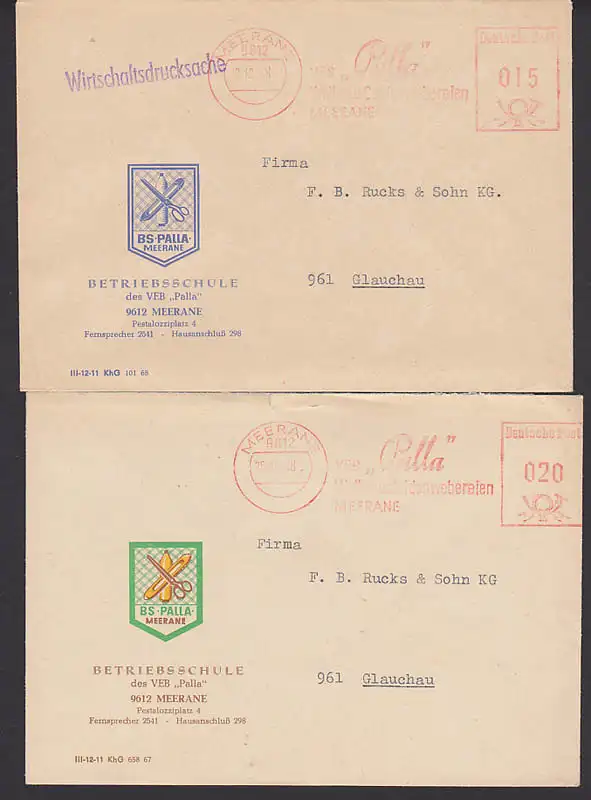 Wirtschaftsdrucksache
MEERANE
9612
VEB „Palla"
MEERANE
Deutsche Post
015
Firma
F. B. Rucks & Sohn KG.
961 Glauchau
BS·PALLA·
MEERANE
BETRIEBSSCHULE
des VEB „Palla"
9612 MEERANE
Pestalozziplatz 4
Fernsprecher 2541 - Hausanschluß 298
III-12-11 KhG 101 68
MEERANE
9612
VEB „Palla"
MEERANE
Deutsche Post
020
Firma
F. B. Rucks & Sohn KG
961 Glauchau
BS·PALLA·
MEERANE
BETRIEBSSCHULE
des VEB „Palla"
9612 MEERANE
Pestalozziplatz 4
Fernsprecher 2541 - Hausanschluß 298
III-12-11 KhG 658 67